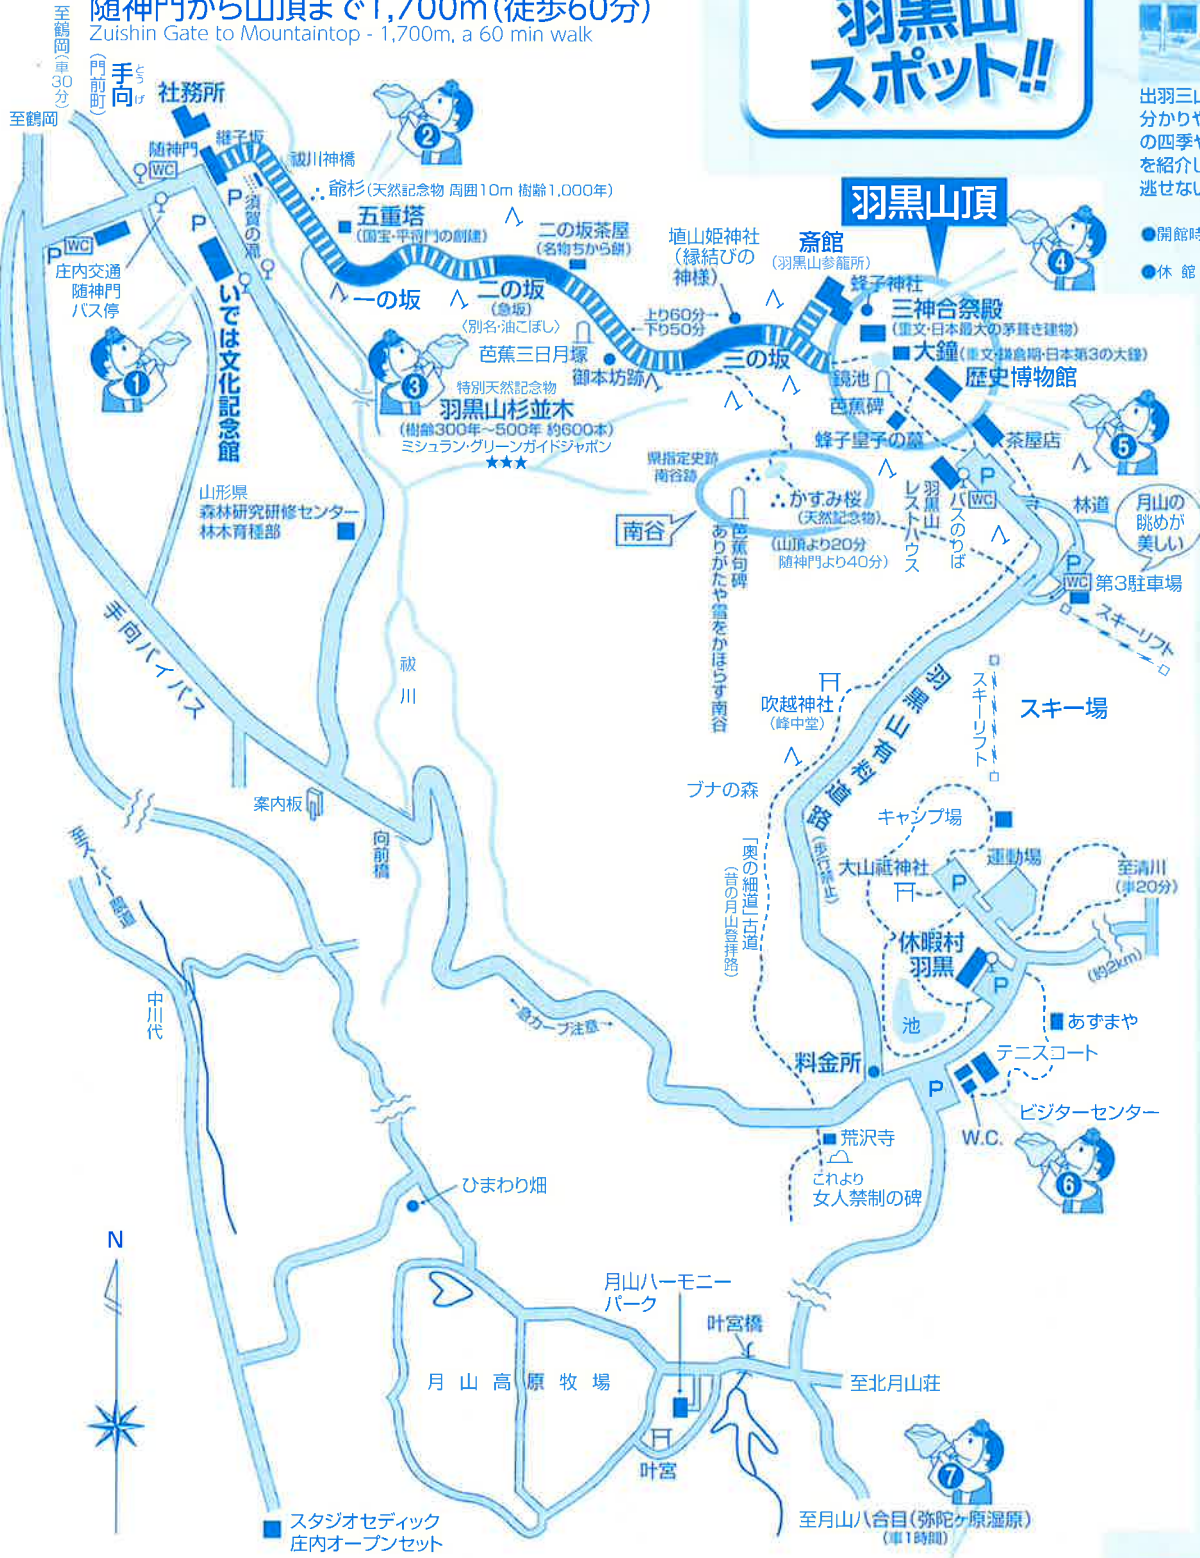 随神門から山頂まで1,700m(徒歩60分)
Zuishin Gate to Mountaintop - 1,700m, a 60 min walk
羽黒山
スポット!!
出羽三山
分かりや
の四季や
を紹介し
逃せない
●開館時
●休 館
至鶴岡(車30分)
(門前町)
手向
とうげ
至鶴岡
社務所
随神門
WC
継子坂
祓川神橋
②
爺杉(天然記念物 周囲10m 樹齢1,000年)
P
須賀の滝
P
五重塔
(国宝・平将門の創建)
二の坂茶屋
(名物ちから餅)
埴山姫神社
(縁結びの
神様)
羽黒山頂
斎館
(羽黒山参籠所)
④
蜂子神社
P WC
庄内交通
随神門
バス停
いでは文化記念館
①
一の坂
二の坂
(急坂)
〈別名・油こぼし〉
上り60分→
←下り50分
三神合祭殿
(重文・日本最大の茅葺き建物)
大鐘(重文・鎌倉期・日本第3の大鐘)
芭蕉三日月塚
御本坊跡
三の坂
鏡池
歴史博物館
芭蕉碑
③
特別天然記念物
羽黒山杉並木
(樹齢300年〜500年 約600本)
ミシュラン・グリーンガイドジャポン
★★★
蜂子皇子の墓
茶屋店
⑤
県指定史跡
南谷跡
かすみ桜
(天然記念物)
南谷
芭蕉句碑
ありがたや雪をかほらす南谷
(山頂より20分
随神門より40分)
羽黒山
レストハウス
バスのりば
P
WC
林道
月山の
眺めが
美しい
P
WC
第3駐車場
スキーリフト
山形県
森林研究研修センター
林木育種部
手向バイパス
祓川
吹越神社
(峰中堂)
羽黒山有料道路
(歩行禁止)
スキーリフト
スキー場
ブナの森
案内板
向前橋
「奥の細道」古道
(昔の月山登拝路)
キャンプ場
大山祇神社
運動場
P
至清川
(車20分)
(約2km)
至スーパー農道
中川代
休暇村
羽黒
P
池
あずまや
←急カーブ注意→
料金所
テニスコート
P
ビジターセンター
W.C.
⑥
荒沢寺
これより
女人禁制の碑
ひまわり畑
N
月山ハーモニー
パーク
叶宮橋
月山高原牧場
至北月山荘
叶宮
⑦
至月山八合目(弥陀ヶ原湿原)
(車1時間)
スタジオセディック
庄内オープンセット